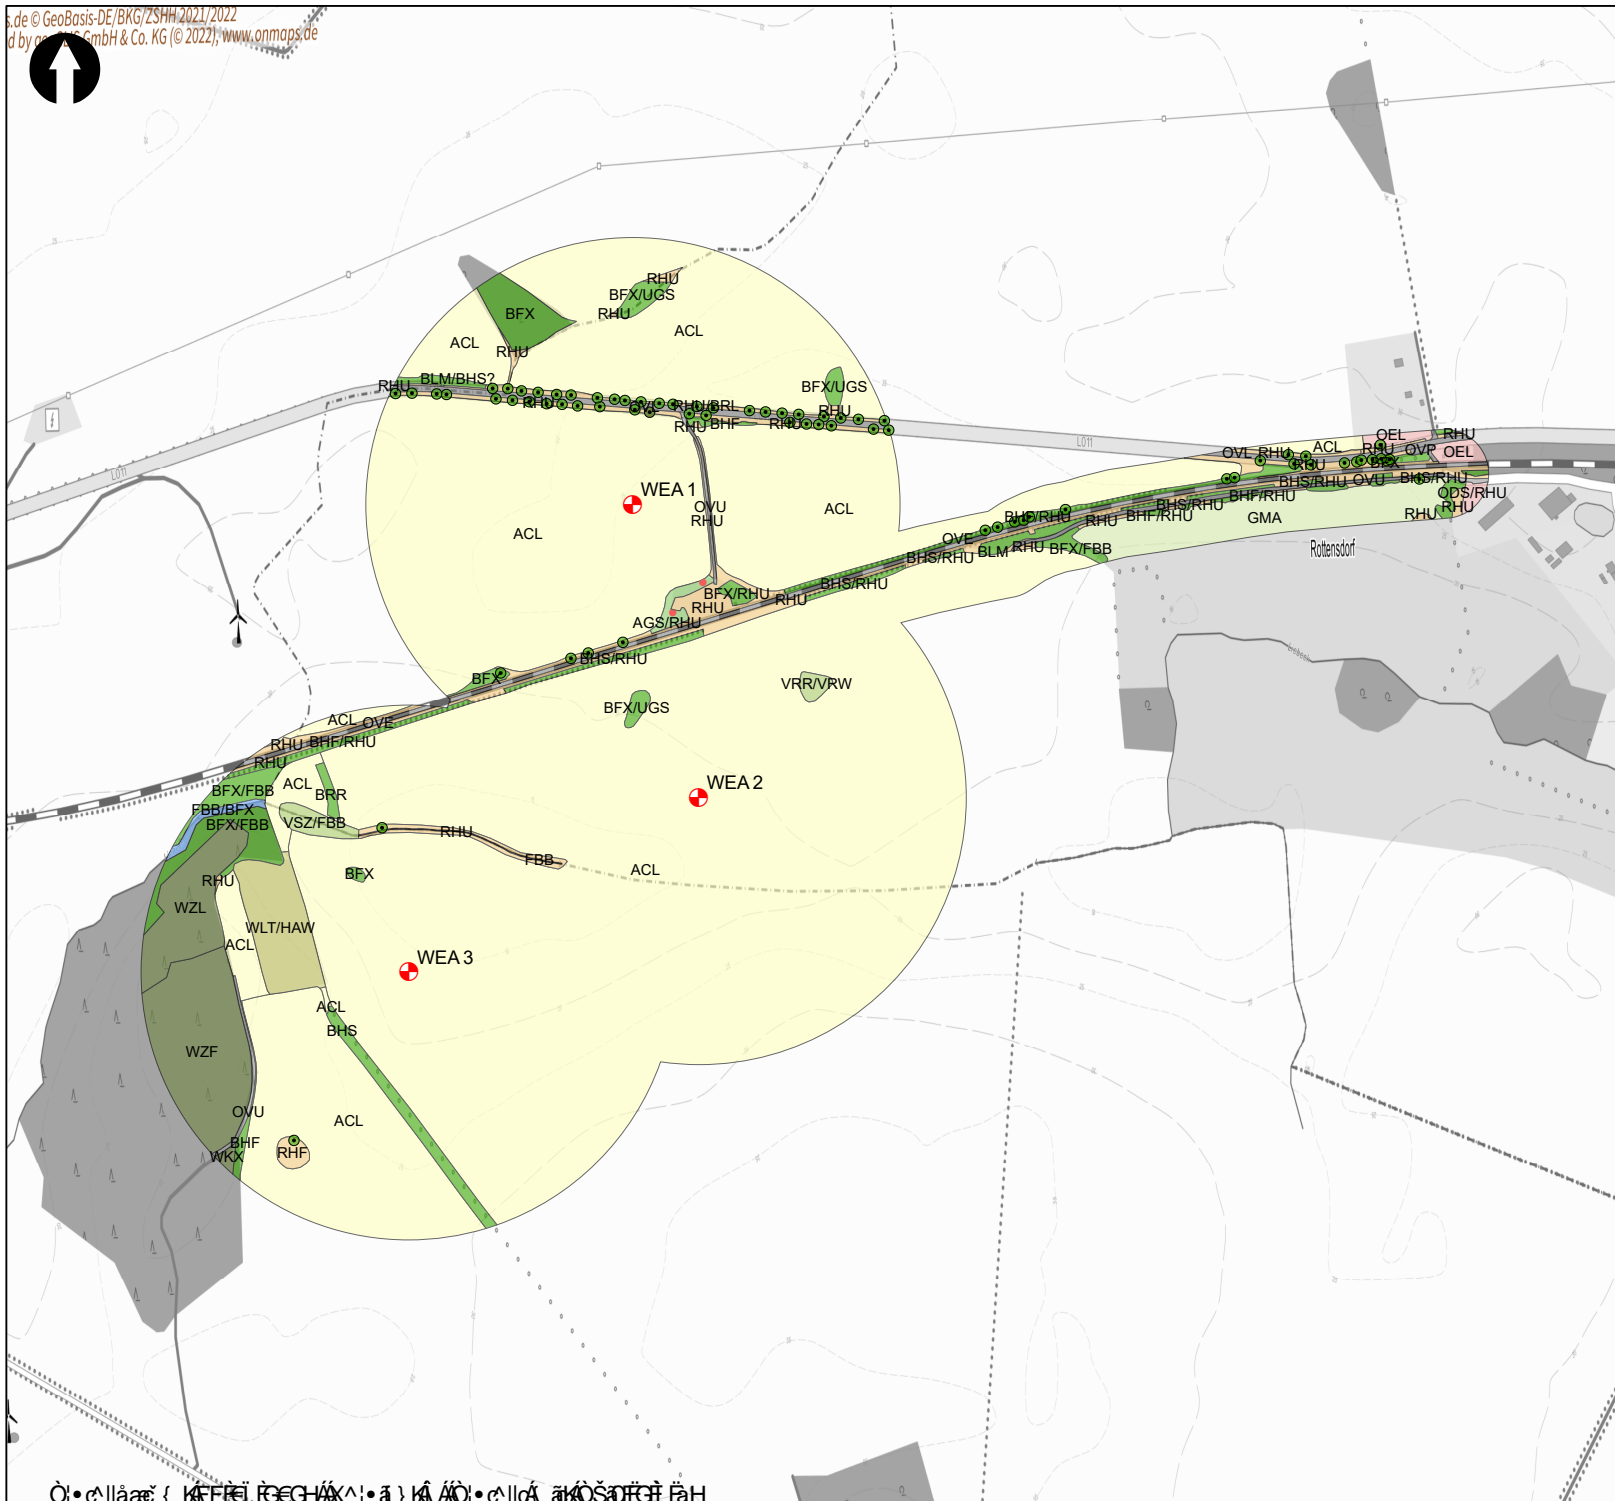 s.de © GeoBasis-DE/BKG/ZSHH 2021/2022
GmbH & Co. KG (© 2022), www.onmaps.de
RHU
BFX/UGS
BFX
RHU
ACL
ACL
RHU
BLM/BHS?
RHU
BFX/UGS
RHU
RHU/BRL
RHU
RHU
BHF
RHU
L011
L011
OEL
RHU
ACL
RHU
OVL
RHU
OVP
OEL
RHU
BFX
BHS/RHU
OVU
BHS/RHU
BHF/RHU
ODS/RHU
RHU
RHU
BHS/RHU
BHF/RHU
GMA
WEA 1
OVU
RHU
ACL
ACL
BHF/RHU
RHU
OVE
BLM
RHU
BFX/FBB
BHS/RHU
Rottensdorf
BHS/RHU
BFX/RHU
RHU
RHU
AGS/RHU
BHS/RHU
BFX
VRR/VRW
BFX/UGS
ACL
OVE
RHU
BHF/RHU
RHU
ACL
BFX/FBB
BRR
WEA 2
FBB/BFX
BFX/FBB
VSZ/FBB
RHU
FBB
ACL
BFX
RHU
WZL
WLT/HAW
ACL
WEA 3
ACL
BHS
WZF
OVU
ACL
BHF
WKX
RHF